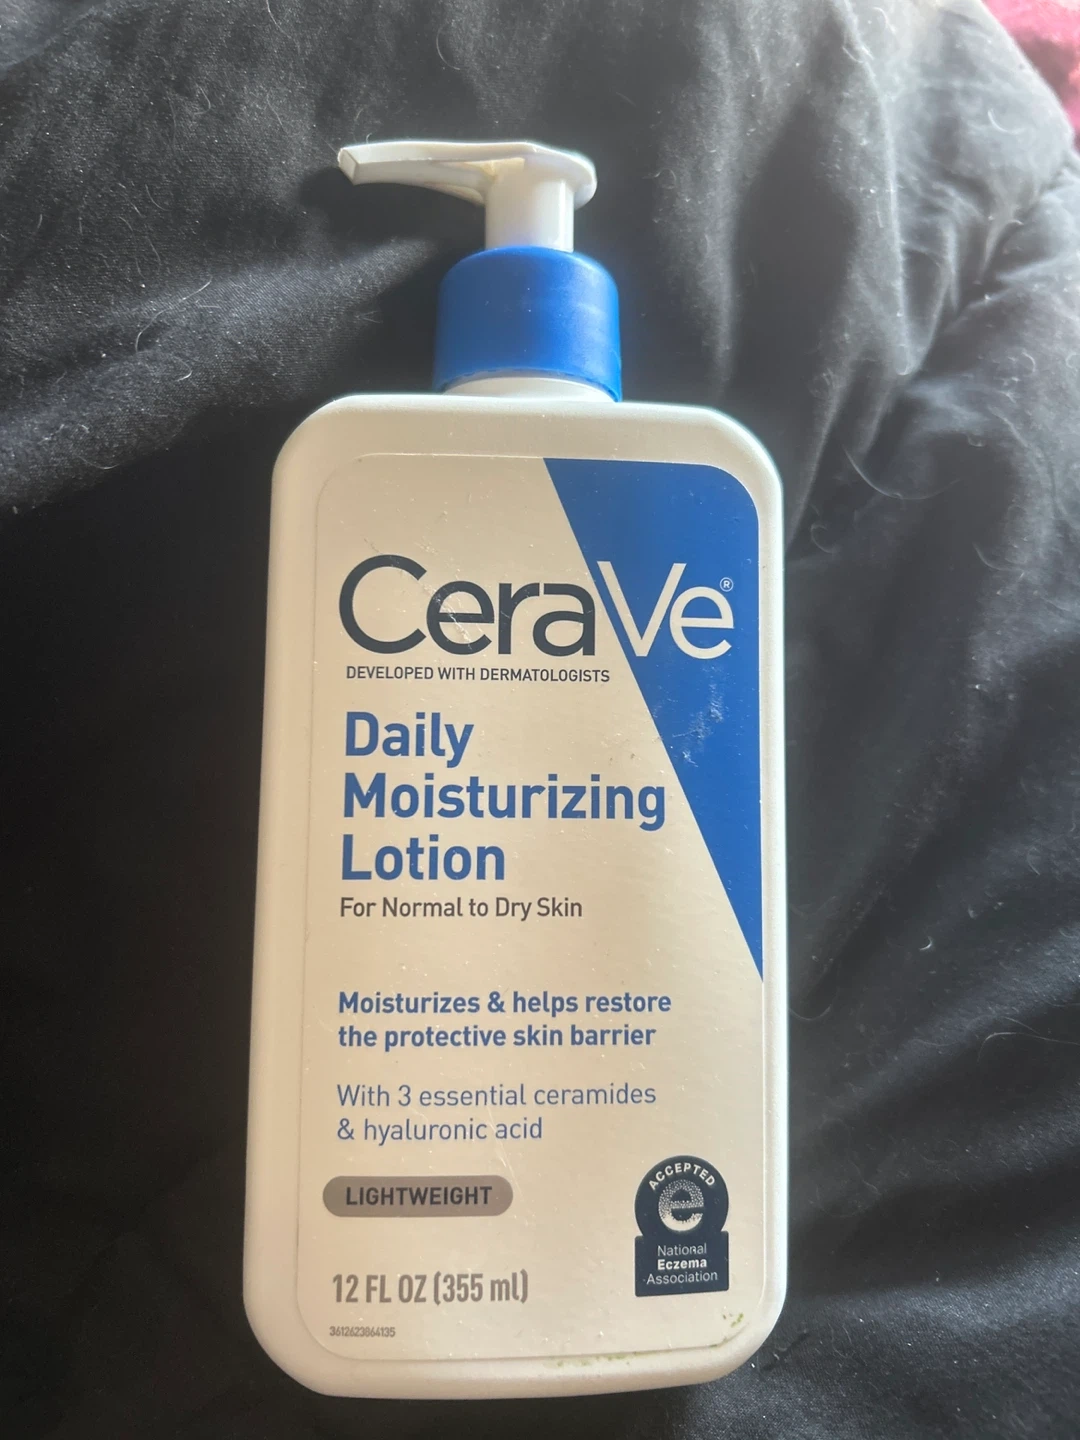 CeraVe®
DEVELOPED WITH DERMATOLOGISTS
Daily
Moisturizing
Lotion
For Normal to Dry Skin
Moisturizes & helps restore
the protective skin barrier
With 3 essential ceramides
& hyaluronic acid
LIGHTWEIGHT
ACCEPTED
e
National
Eczema
Association
12 FL OZ (355 ml)
3612623864135